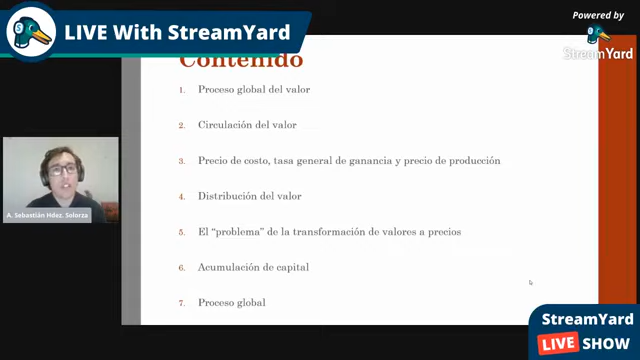 LIVE With StreamYard
Powered by
StreamYard
Contenido
1. Proceso global del valor
2. Circulación del valor
3. Precio de costo, tasa general de ganancia y precio de producción
4. Distribución del valor
5. El “problema” de la transformación de valores a precios
6. Acumulación de capital
7. Proceso global
A. Sebastián Hdez. Solorza
StreamYard
LIVE SHOW